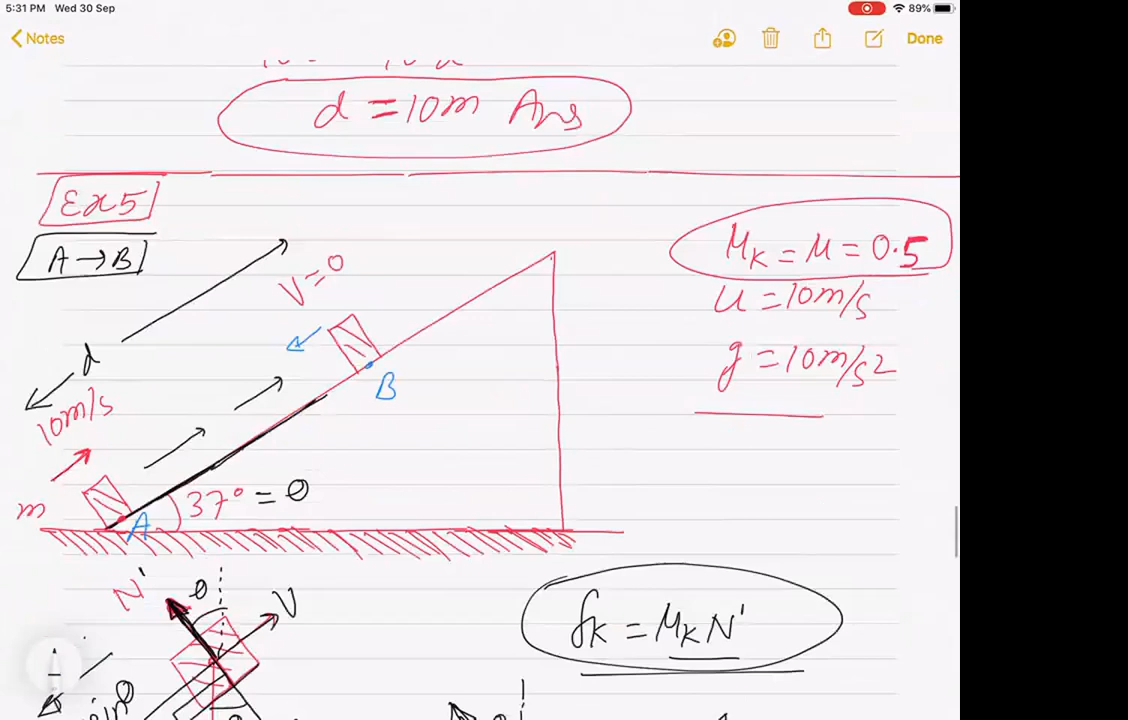 5:31 PM Wed 30 Sep 89%
Notes Done
d = 10m Ans
Ex5
A → B
μk = μ = 0.5
u = 10m/s
g = 10m/s2
V=0
d
10m/s
B
m
A
37° = θ
N'
θ
V
fk = μkN'
θ